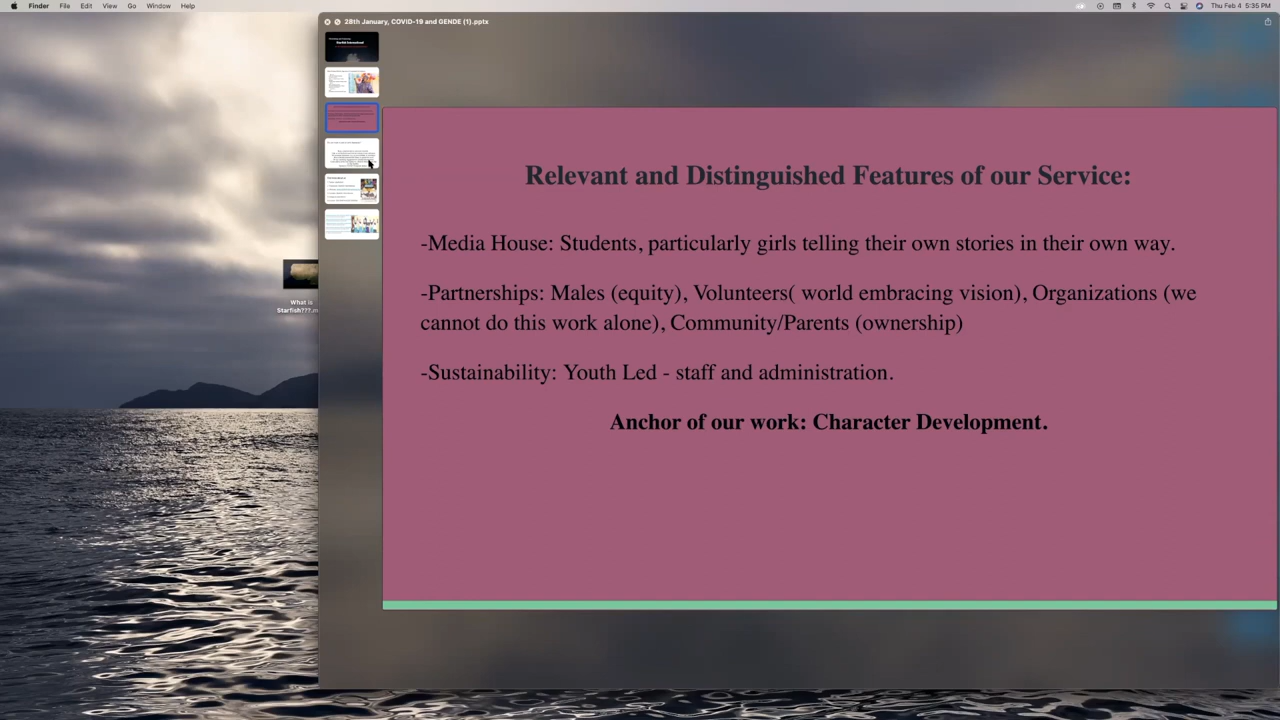 Finder File Edit View Go Window Help
Thu Feb 4 5:35 PM
28th January, COVID-19 and GENDE (1).pptx
Relevant and Distinguished Features of our Service:
-Media House: Students, particularly girls telling their own stories in their own way.
-Partnerships: Males (equity), Volunteers( world embracing vision), Organizations (we
cannot do this work alone), Community/Parents (ownership)
-Sustainability: Youth Led - staff and administration.
Anchor of our work: Character Development.
What is
Starfish???.m